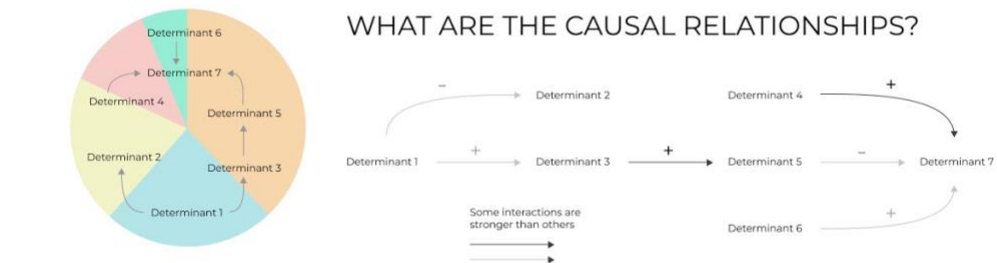 Determinant 6
Determinant 7
Determinant 4
Determinant 5
Determinant 2
Determinant 3
Determinant 1
WHAT ARE THE CAUSAL RELATIONSHIPS?
−
Determinant 2
Determinant 4
+
Determinant 1
+
Determinant 3
+
Determinant 5
−
Determinant 7
Some interactions are
stronger than others
Determinant 6
+